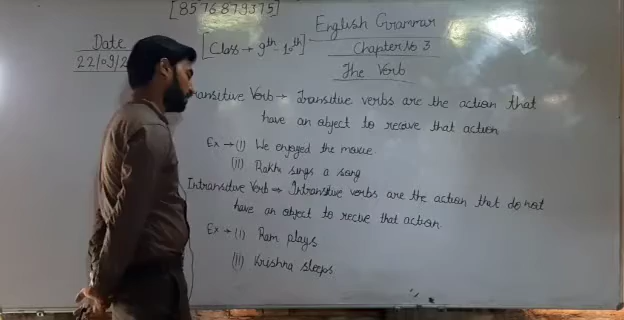 [8576879375]
English Grammar
Date
[Class → 9th - 10th]
Chapter No 3
22/09/2
The Verb
ransitive Verb → Transitive verbs are the action that
have an object to receive that action
Ex → (i) We enjoyed the movie.
(ii) Rakhi sings a song
Intransitive Verb → Intransitive verbs are the action that do not
have an object to recive that action.
Ex → (i) Ram plays
(ii) Krishna sleeps